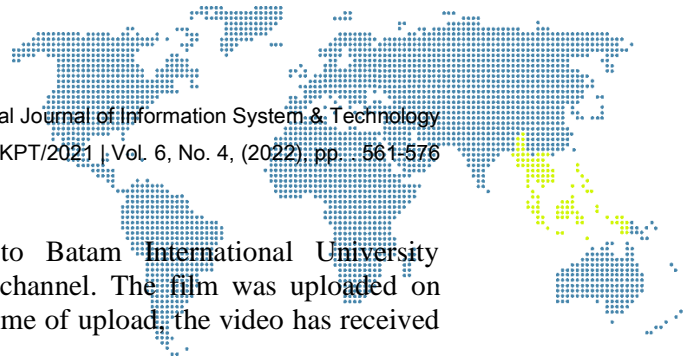 al Journal of Information System & Technology
KPT/2021 | Vol. 6, No. 4, (2022), pp. . 561-576
to Batam International University
channel. The film was uploaded on
me of upload, the video has received